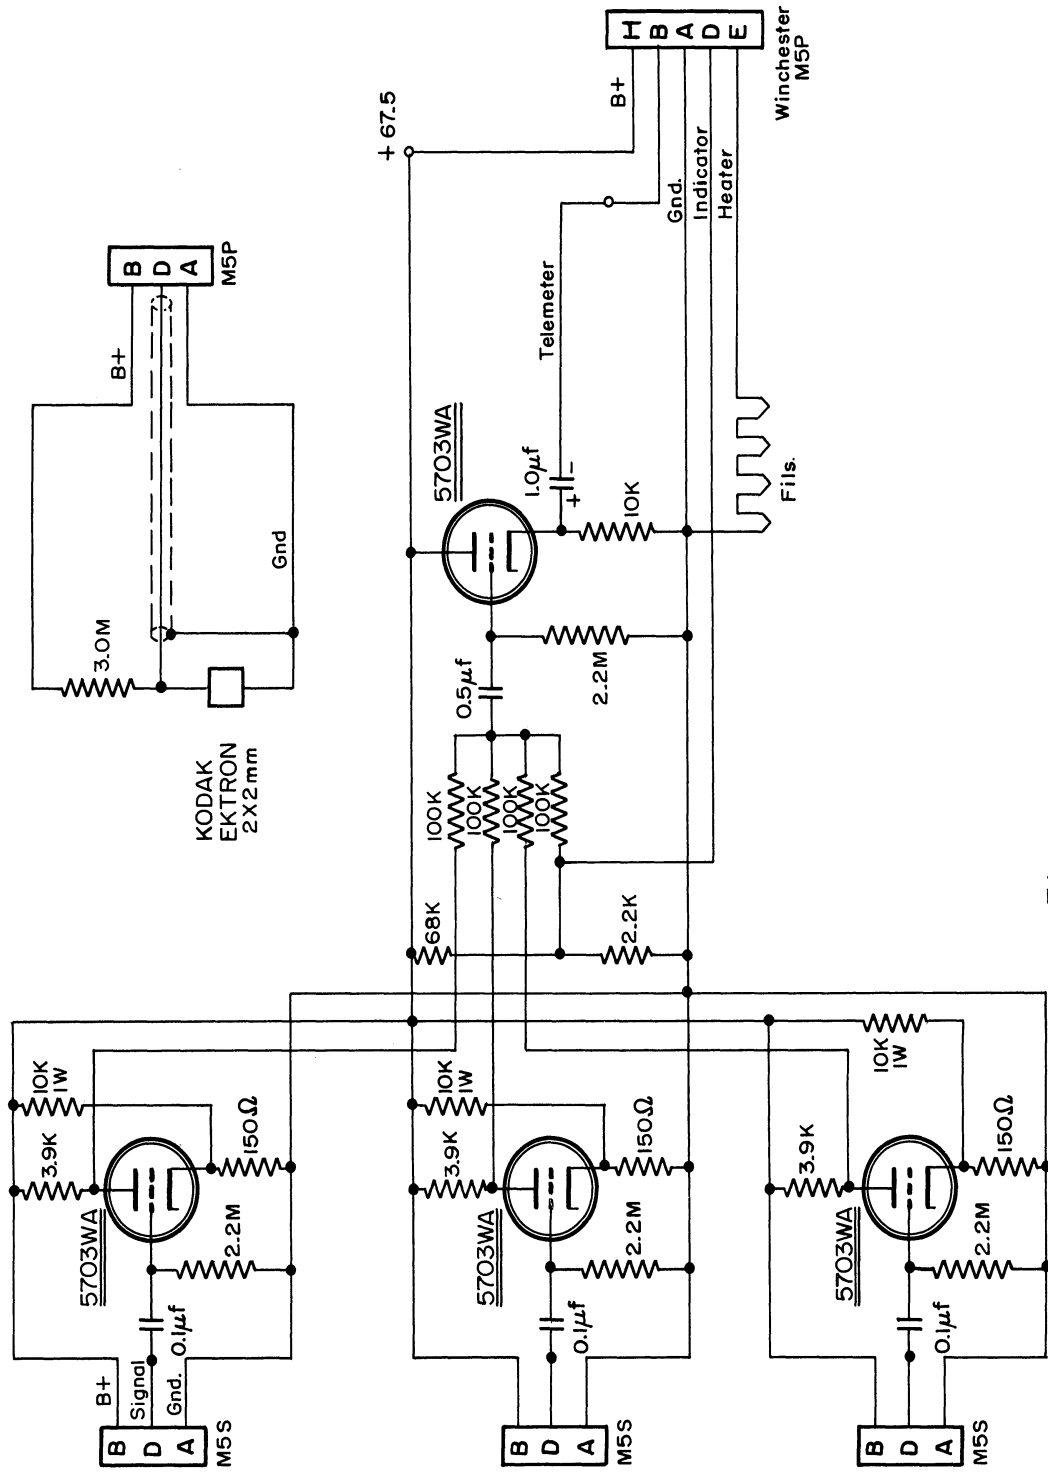 KODAK
EKTRON
2X2mm
3.0M
Gnd
B+
B
D
A
M5P
+ 67.5
B+
H
B
A
D
E
Winchester
M5P
Gnd.
Indicator
Heater
Telemeter
5703WA
1.0µf
+
−
10K
Fils.
0.5µf
2.2M
100K
100K
100K
100K
68K
2.2K
B+
Signal
Gnd.
B
D
A
M5S
0.1µf
5703WA
2.2M
3.9K
10K
1W
150Ω
B
D
A
M5S
0.1µf
5703WA
2.2M
3.9K
10K
1W
150Ω
B
D
A
M5S
0.1µf
5703WA
2.2M
3.9K
10K
1W
150Ω